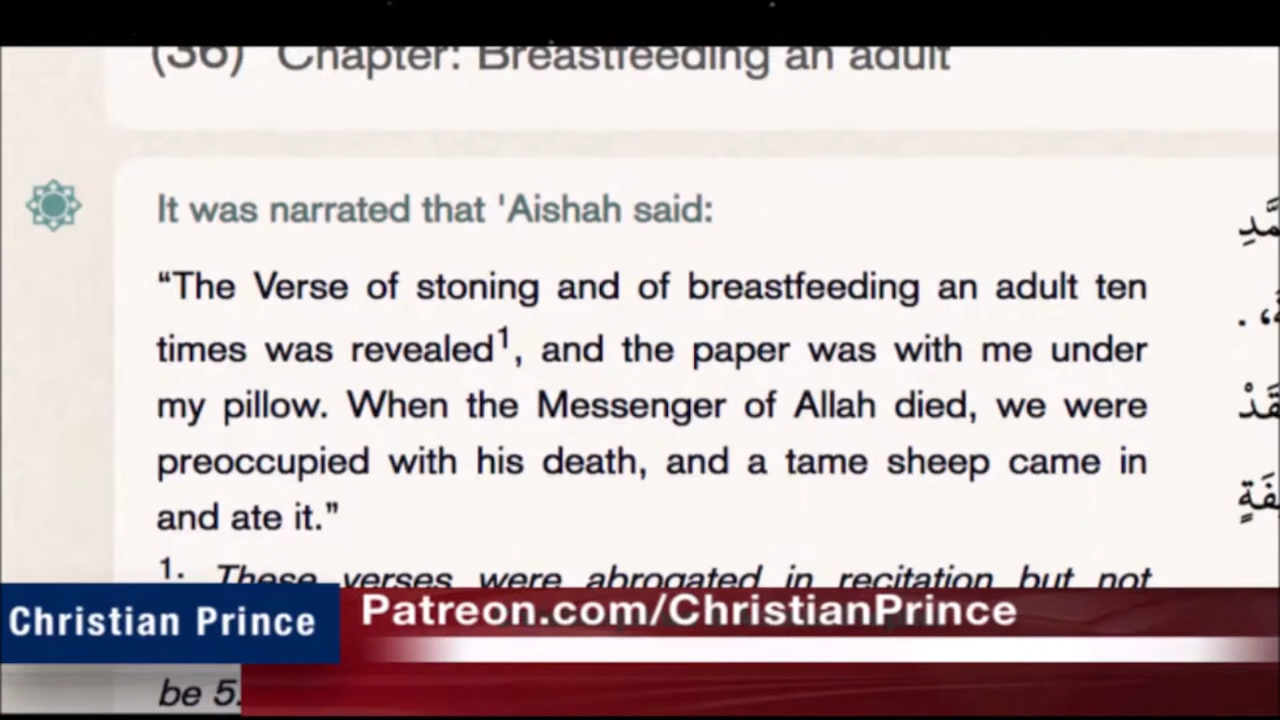 (36) Chapter: Breastfeeding an adult
It was narrated that 'Aishah said:
“The Verse of stoning and of breastfeeding an adult ten
times was revealed1, and the paper was with me under
my pillow. When the Messenger of Allah died, we were
preoccupied with his death, and a tame sheep came in
and ate it.”
1. These verses were abrogated in recitation but not
Christian Prince
Patreon.com/ChristianPrince
be 5.